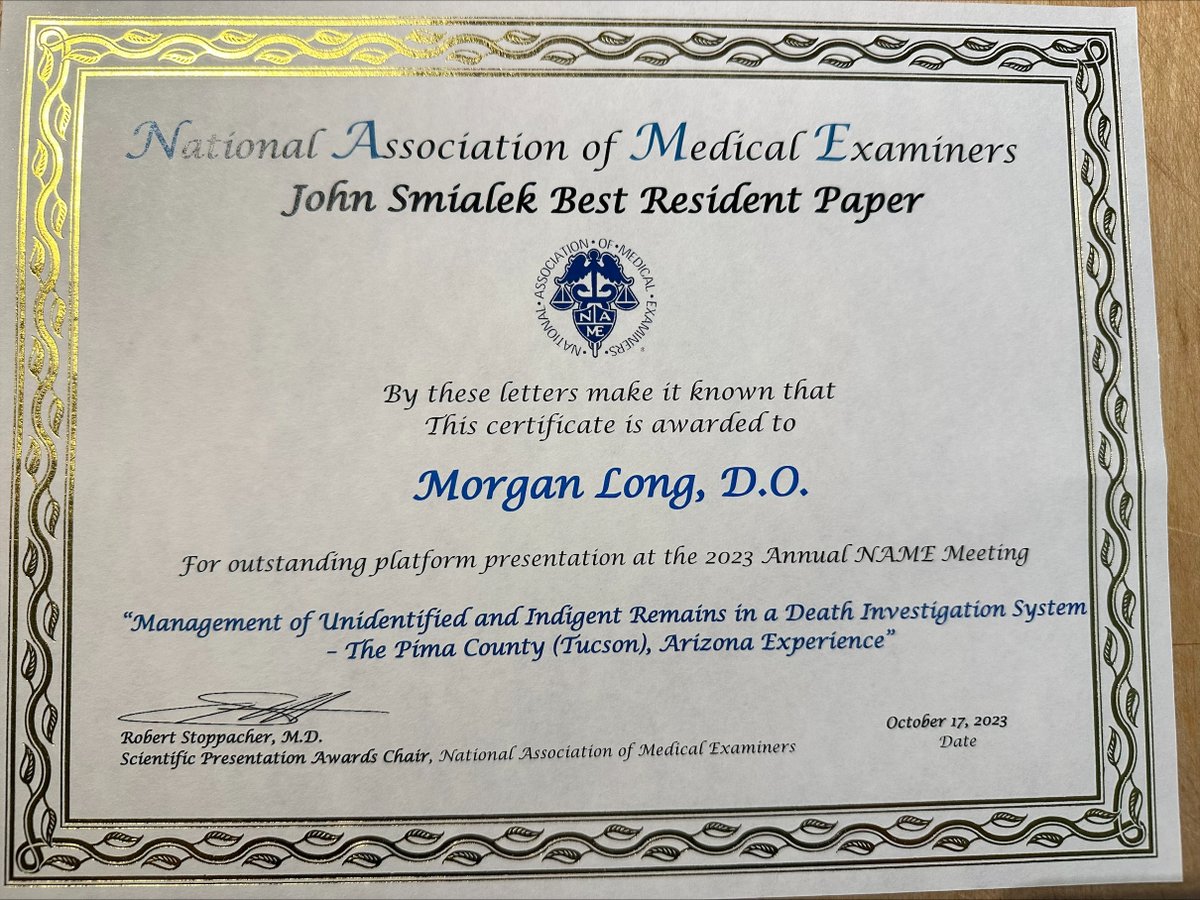 National Association of Medical Examiners
John Smialek Best Resident Paper
NATIONAL • ASSOCIATION • OF • MEDICAL • EXAMINERS •
®
N A
ME
By these letters make it known that
This certificate is awarded to
Morgan Long, D.O.
For outstanding platform presentation at the 2023 Annual NAME Meeting
“Management of Unidentified and Indigent Remains in a Death Investigation System
– The Pima County (Tucson), Arizona Experience”
Robert Stoppacher, M.D.
Scientific Presentation Awards Chair, National Association of Medical Examiners
October 17, 2023
Date